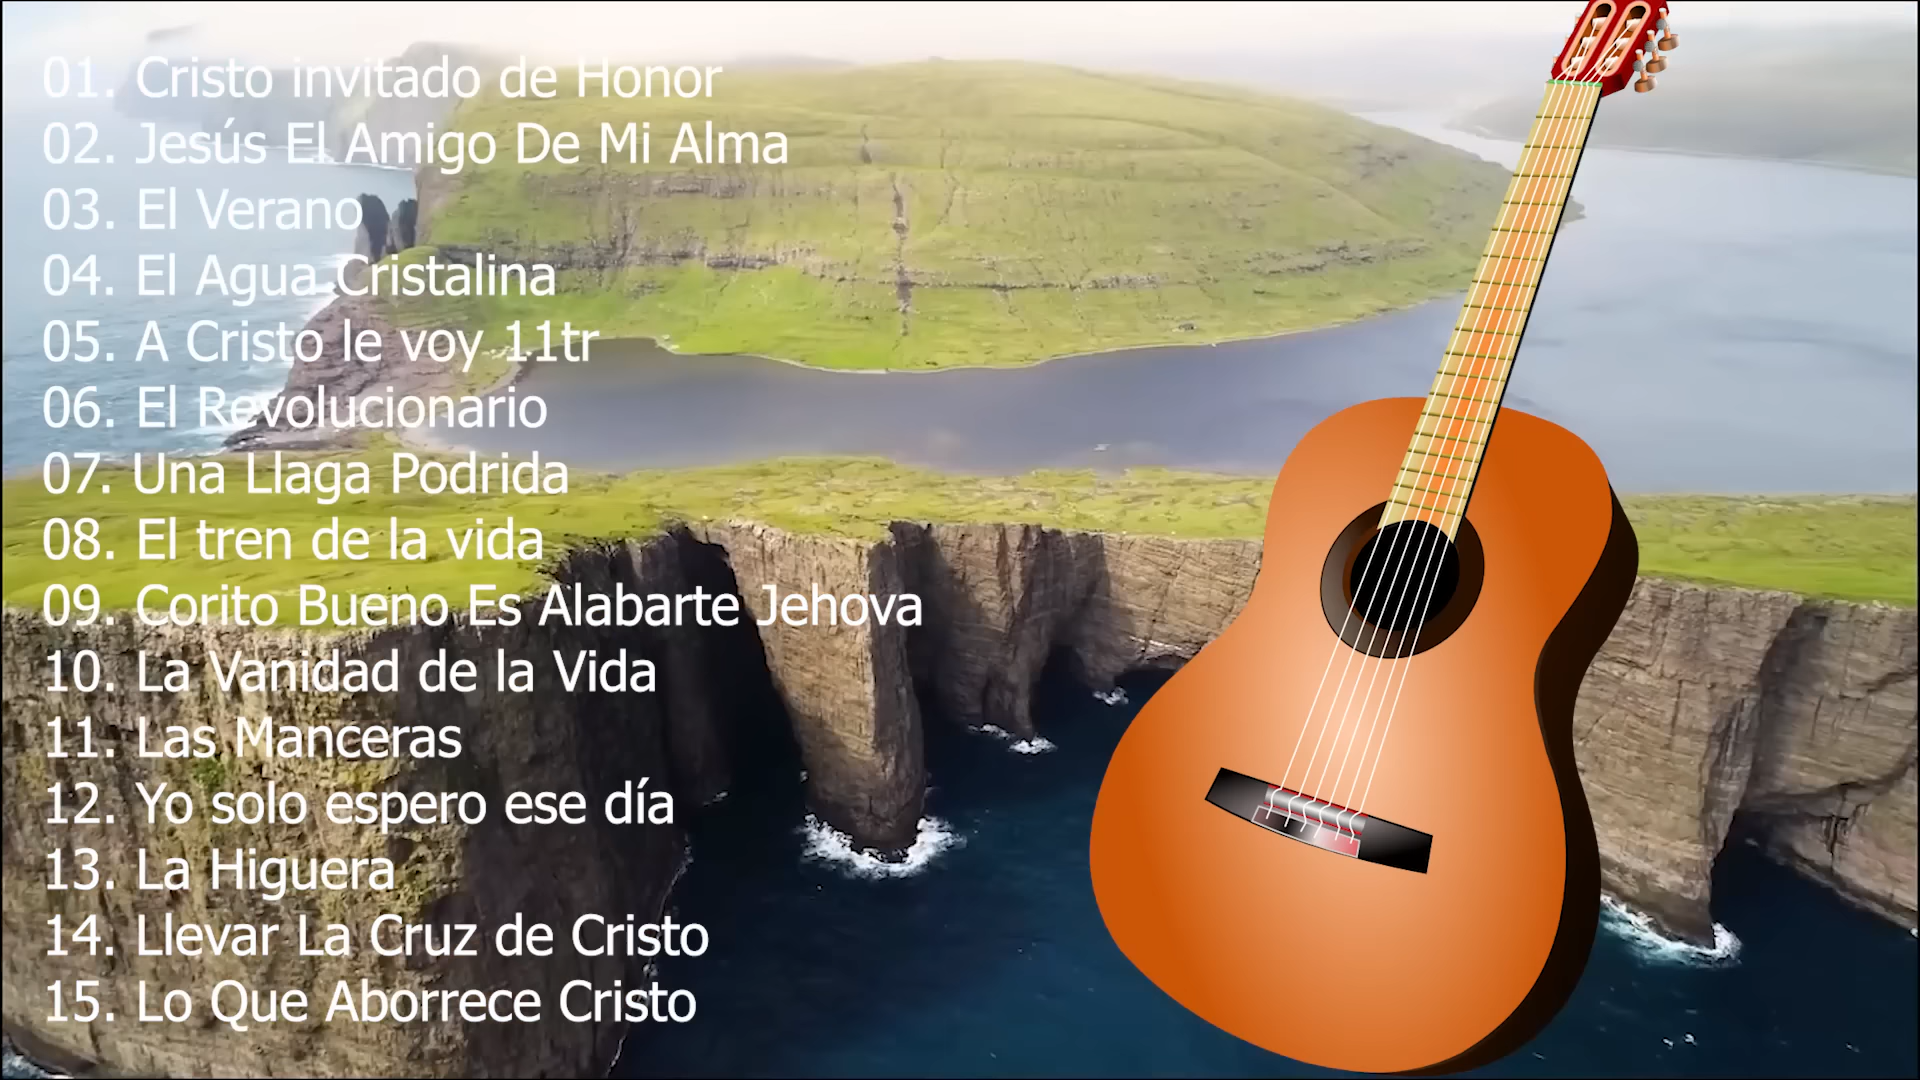 01. Cristo invitado de Honor
02. Jesús El Amigo De Mi Alma
03. El Verano
04. El Agua Cristalina
05. A Cristo le voy 11tr
06. El Revolucionario
07. Una Llaga Podrida
08. El tren de la vida
09. Corito Bueno Es Alabarte Jehova
10. La Vanidad de la Vida
11. Las Manceras
12. Yo solo espero ese día
13. La Higuera
14. Llevar La Cruz de Cristo
15. Lo Que Aborrece Cristo